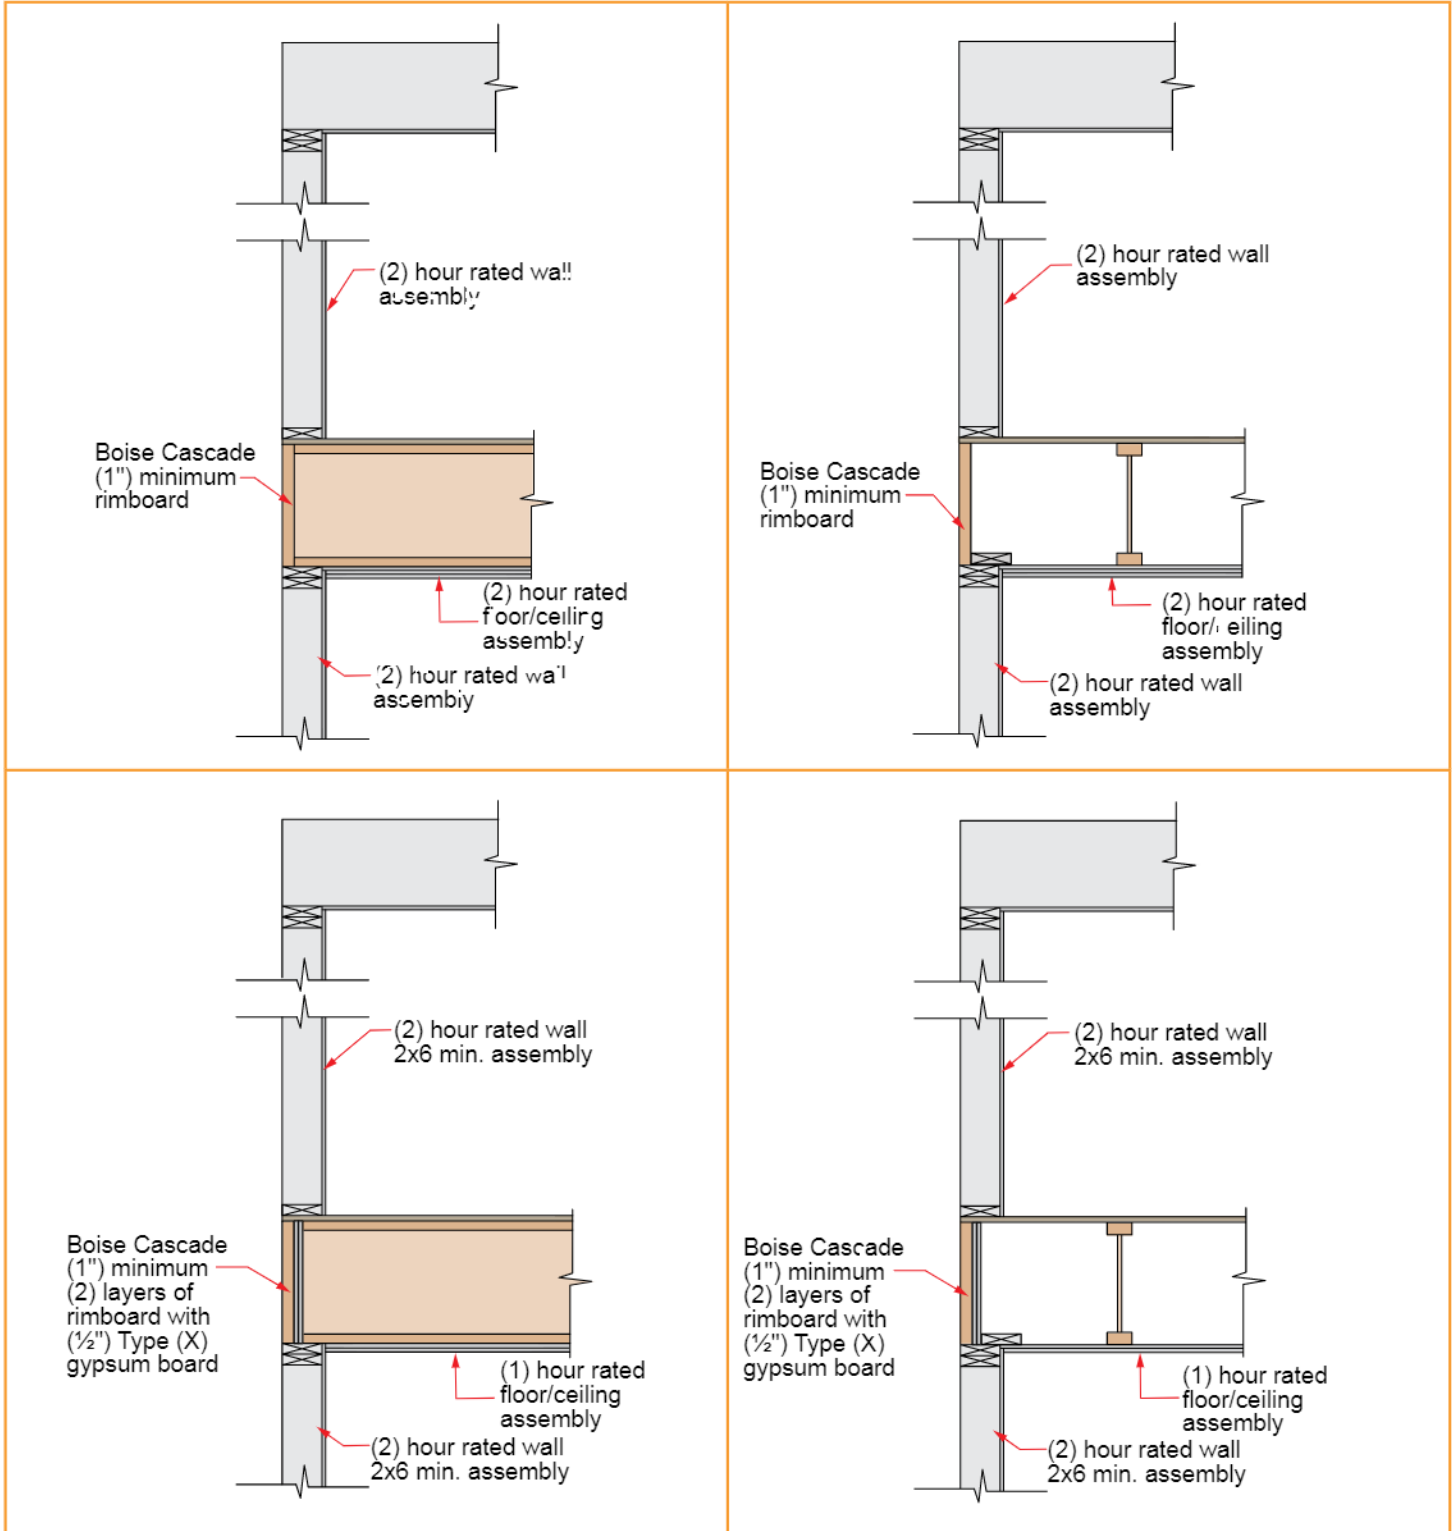 (2) hour rated wall
assembly
Boise Cascade
(1") minimum
rimboard
(2) hour rated
floor/ceiling
assembly
(2) hour rated wall
assembly
(2) hour rated wall
assembly
Boise Cascade
(1") minimum
rimboard
(2) hour rated
floor/ceiling
assembly
(2) hour rated wall
assembly
(2) hour rated wall
2x6 min. assembly
Boise Cascade
(1") minimum
(2) layers of
rimboard with
(½") Type (X)
gypsum board
(1) hour rated
floor/ceiling
assembly
(2) hour rated wall
2x6 min. assembly
(2) hour rated wall
2x6 min. assembly
Boise Cascade
(1") minimum
(2) layers of
rimboard with
(½") Type (X)
gypsum board
(1) hour rated
floor/ceiling
assembly
(2) hour rated wall
2x6 min. assembly